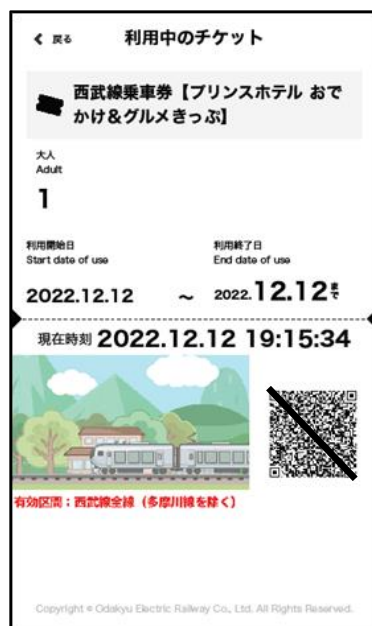 戻る 利用中のチケット
西武線乗車券【プリンスホテル おで
かけ&グルメきっぷ】
大人
Adult
1
利用開始日 利用終了日
Start date of use End date of use
2022.12.12 ～ 2022.12.12まで
現在時刻 2022.12.12 19:15:34
有効区間：西武線全線（多摩川線を除く）
Copyright © Odakyu Electric Railway Co., Ltd. All Rights Reserved.